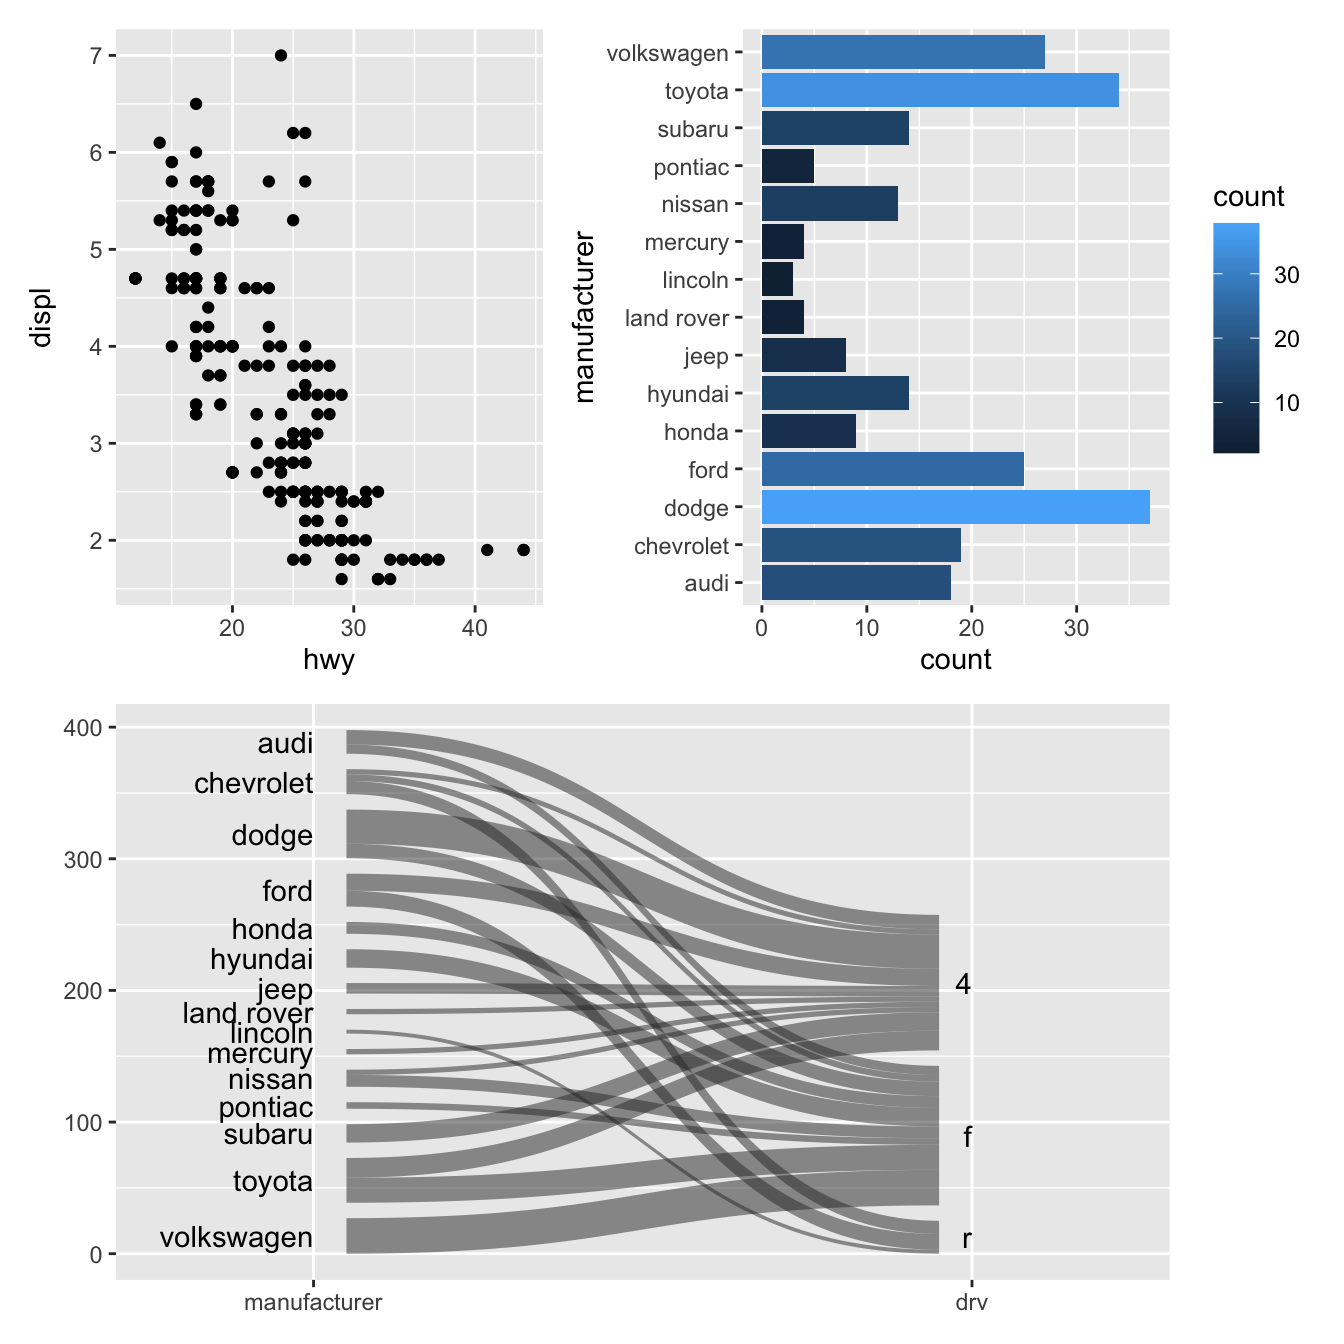 displ
7
6
5
4
3
2
20 30 40
hwy
manufacturer
volkswagen
toyota
subaru
pontiac
nissan
mercury
lincoln
land rover
jeep
hyundai
honda
ford
dodge
chevrolet
audi
0 10 20 30
count
count
30
20
10
400
300
200
100
0
audi
chevrolet
dodge
ford
honda
hyundai
jeep
land rover
lincoln
mercury
nissan
pontiac
subaru
toyota
volkswagen
4
f
r
manufacturer drv